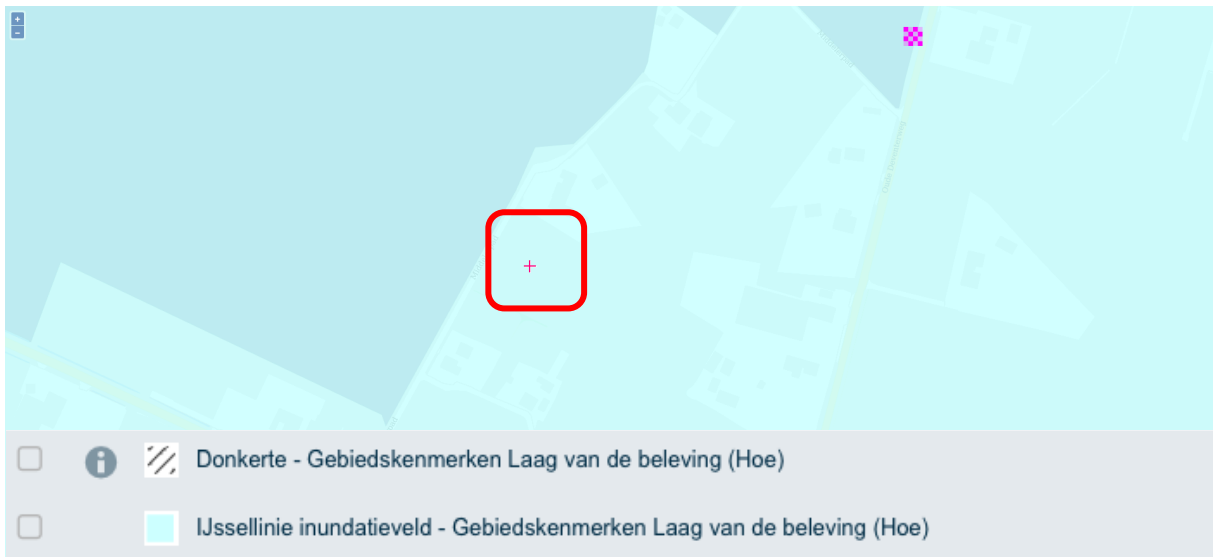 +
-
Donkerte - Gebiedskenmerken Laag van de beleving (Hoe)
IJssellinie inundatieveld - Gebiedskenmerken Laag van de beleving (Hoe)